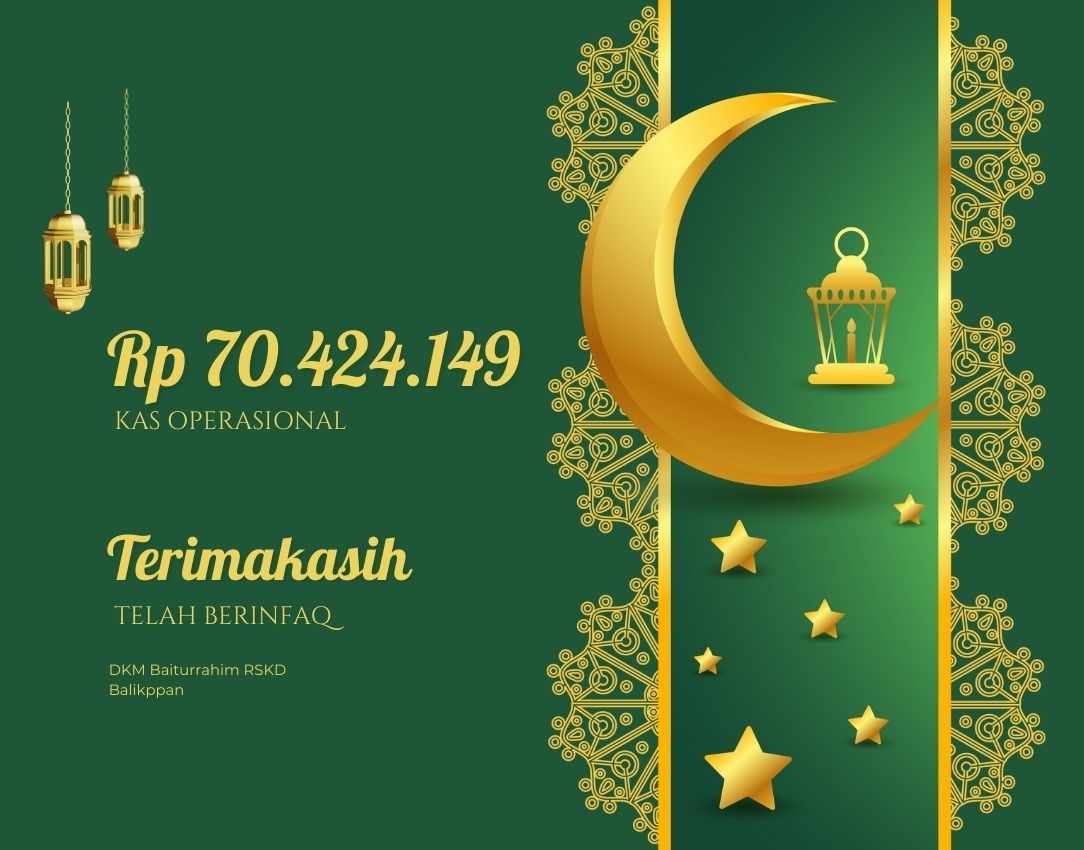 Rp 70.424.149
KAS OPERASIONAL
Terimakasih
TELAH BERINFAQ
DKM Baiturrahim RSKD
Balikppan